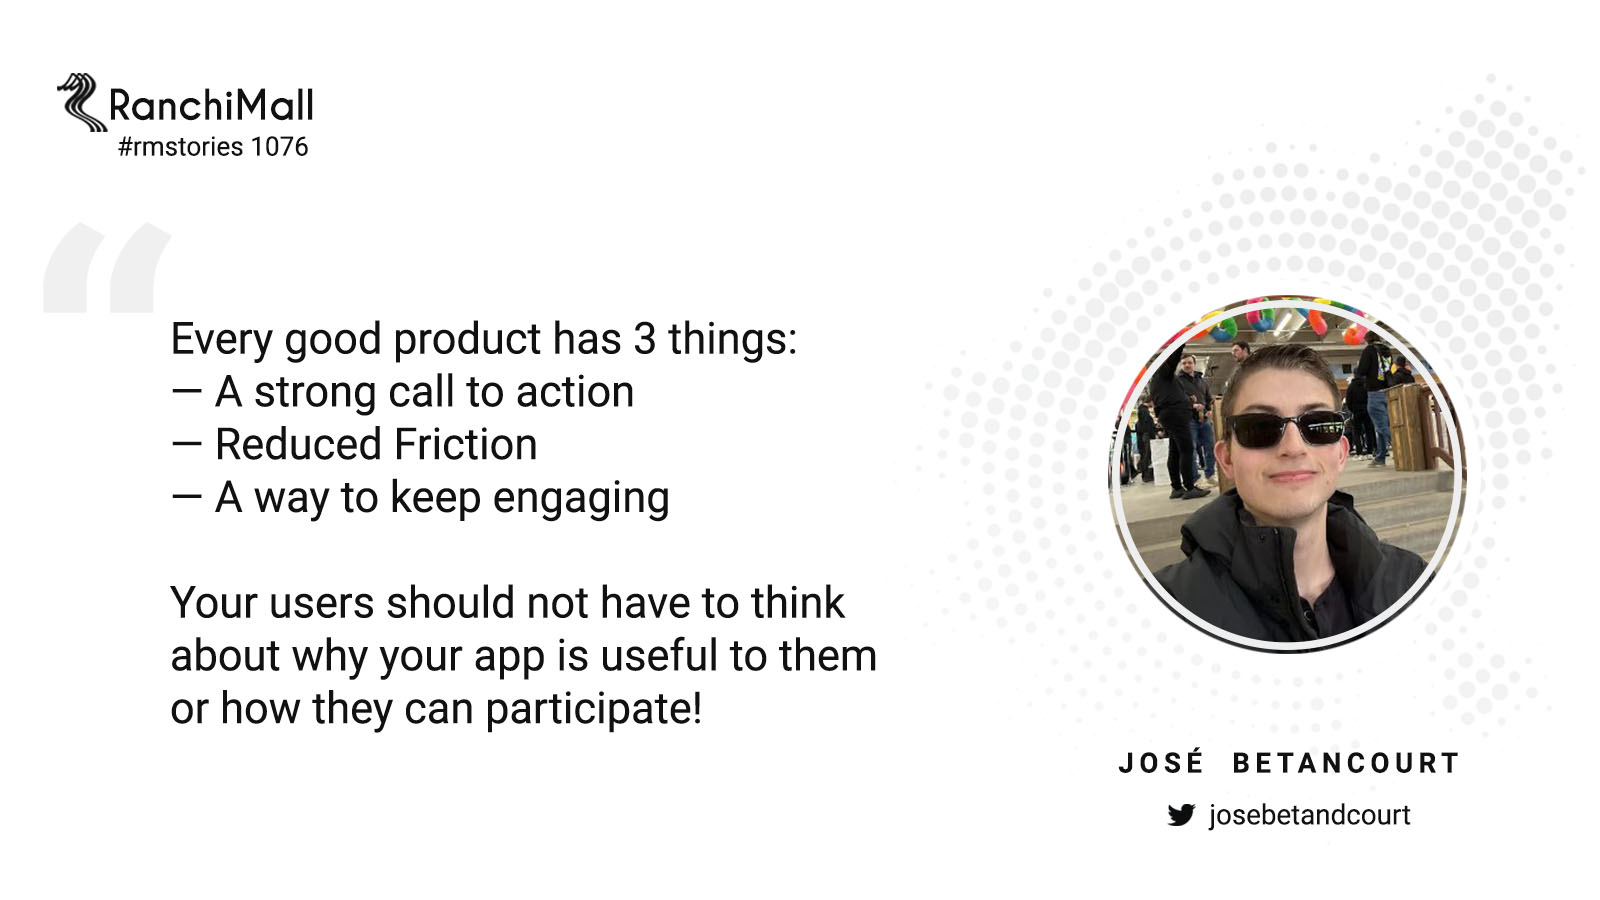 RanchiMall
#rmstories 1076
“
Every good product has 3 things:
— A strong call to action
— Reduced Friction
— A way to keep engaging
Your users should not have to think
about why your app is useful to them
or how they can participate!
JOSÉ BETANCOURT
josebetandcourt